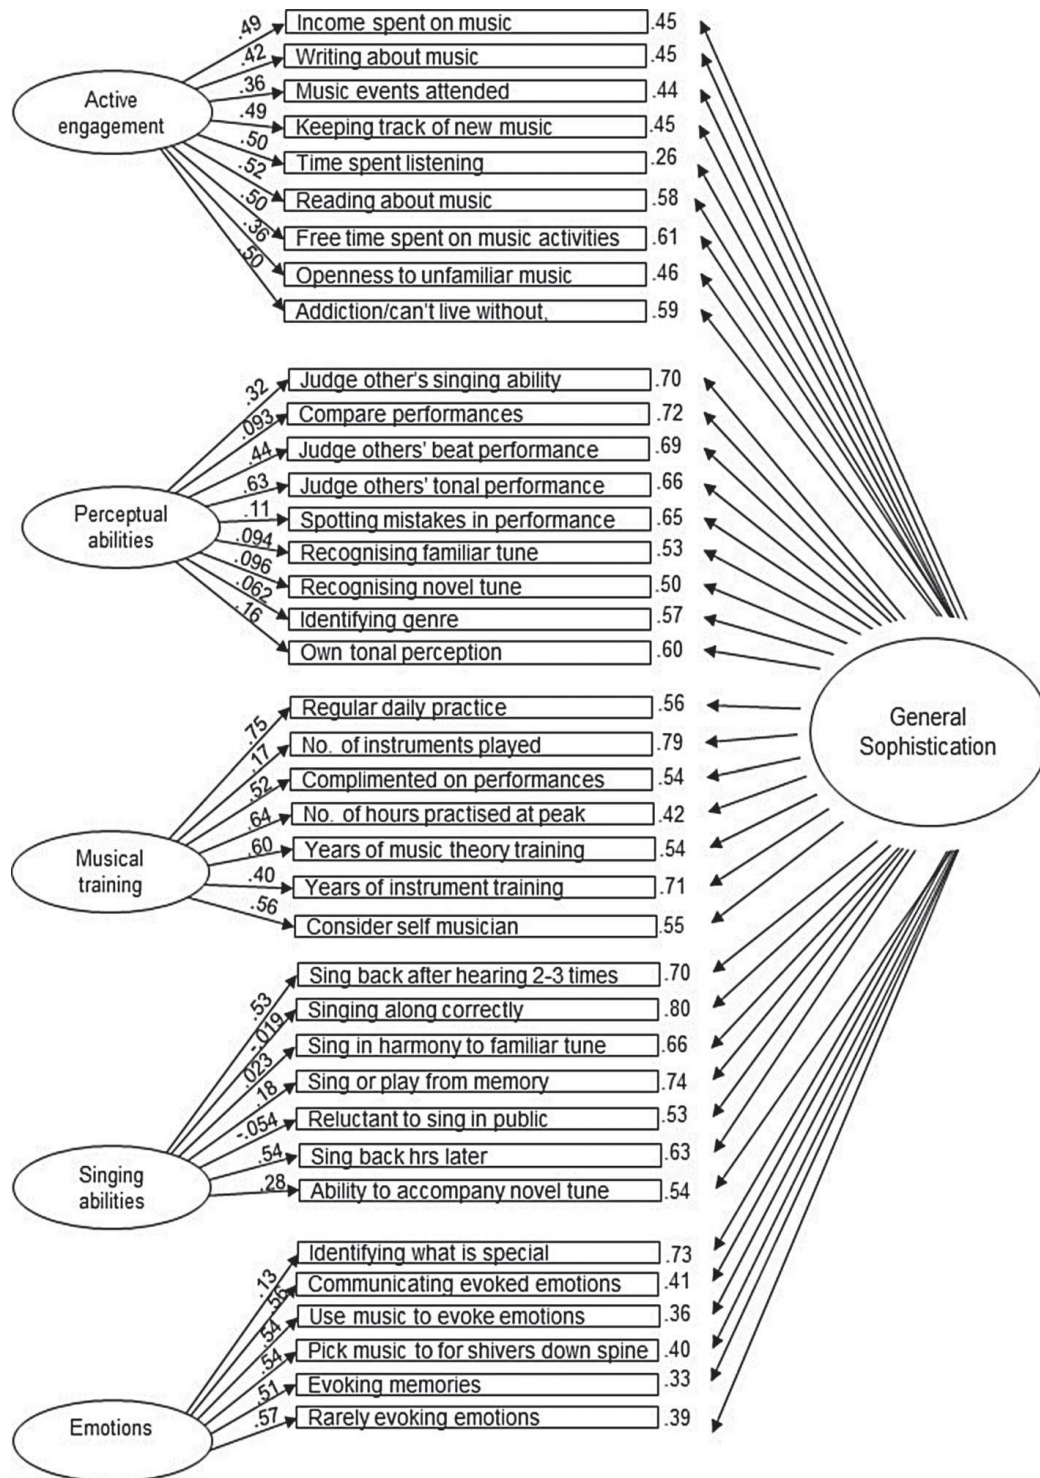 .49
Income spent on music
.45
.42
Writing about music
.45
.36
Music events attended
.44
Active
engagement
.49
Keeping track of new music
.45
.50
Time spent listening
.26
.52
Reading about music
.58
.50
Free time spent on music activities
.61
.36
Openness to unfamiliar music
.46
.50
Addiction/can't live without.
.59
.32
Judge other's singing ability
.70
.093
Compare performances
.72
.44
Judge others' beat performance
.69
.63
Judge others' tonal performance
.66
Perceptual
abilities
.11
Spotting mistakes in performance
.65
.094
Recognising familiar tune
.53
.096
Recognising novel tune
.50
.062
Identifying genre
.57
.16
Own tonal perception
.60
General
Sophistication
.75
Regular daily practice
.56
.17
No. of instruments played
.79
.52
Complimented on performances
.54
.64
No. of hours practised at peak
.42
Musical
training
.60
Years of music theory training
.54
.40
Years of instrument training
.71
.56
Consider self musician
.55
.53
Sing back after hearing 2-3 times
.70
-.019
Singing along correctly
.80
.023
Sing in harmony to familiar tune
.66
.18
Sing or play from memory
.74
-.054
Reluctant to sing in public
.53
Singing
abilities
.54
Sing back hrs later
.63
.28
Ability to accompany novel tune
.54
.13
Identifying what is special
.73
.56
Communicating evoked emotions
.41
.54
Use music to evoke emotions
.36
.54
Pick music to for shivers down spine
.40
.51
Evoking memories
.33
Emotions
.57
Rarely evoking emotions
.39